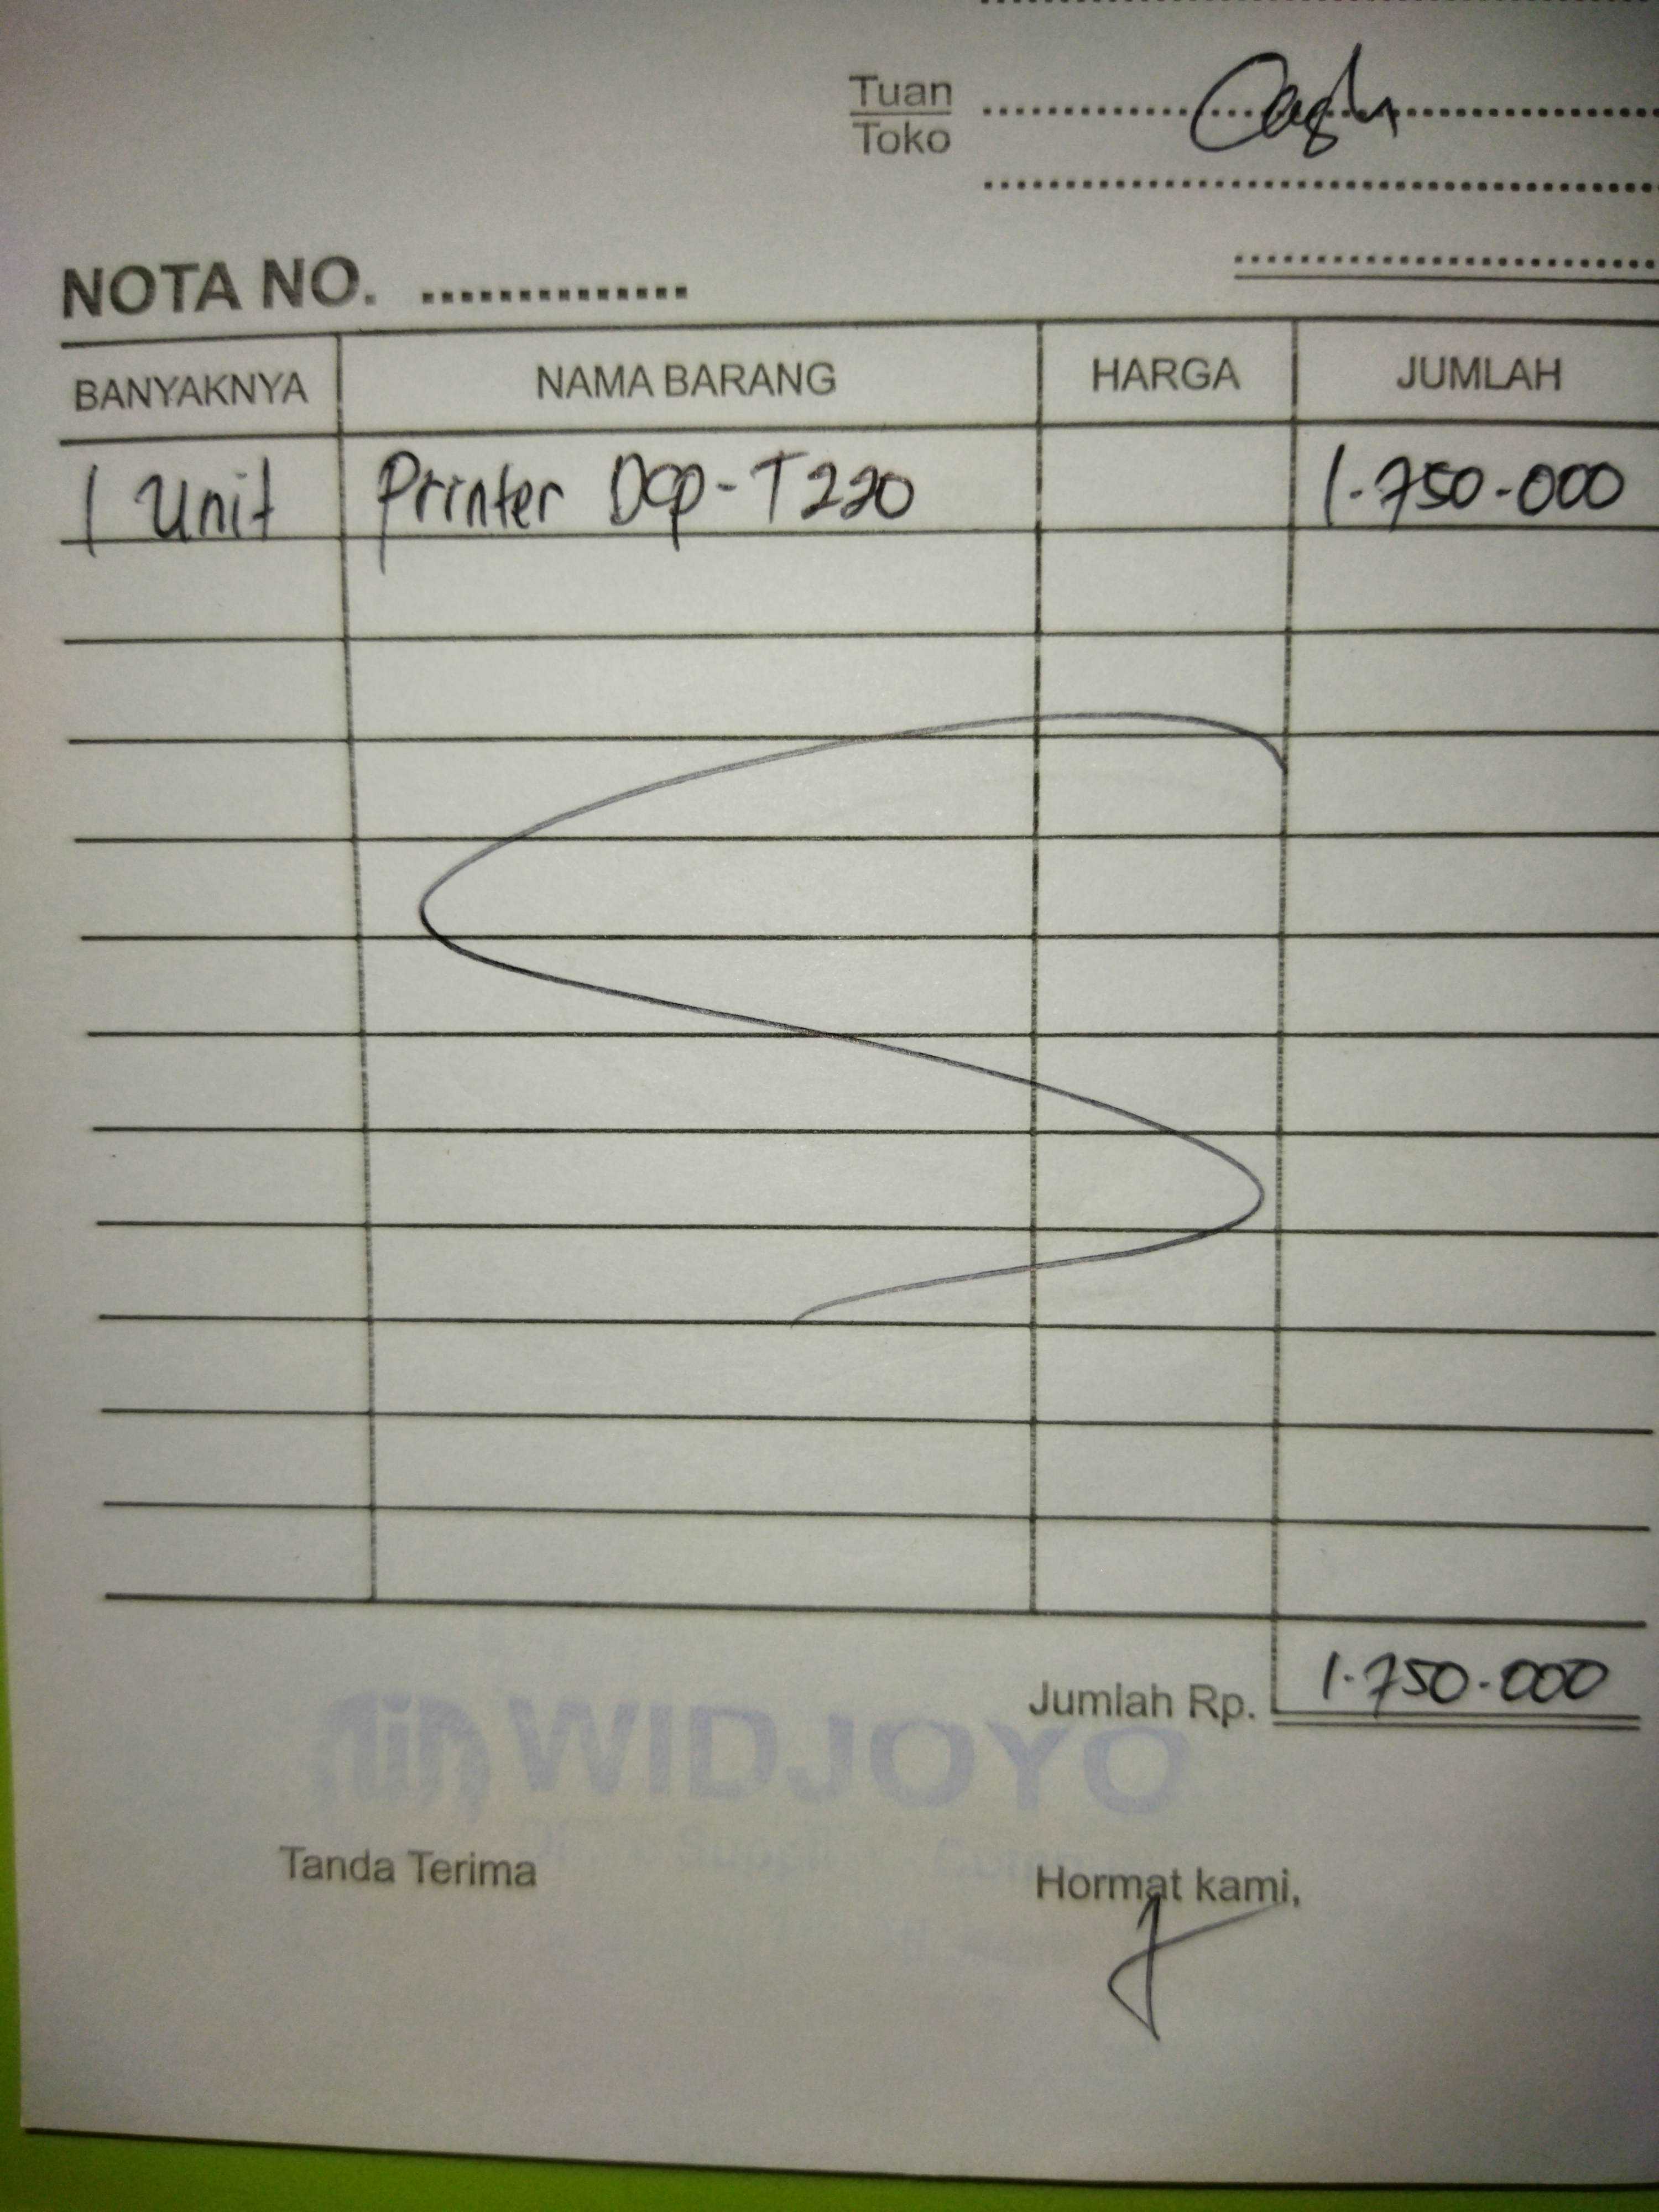 Tuan
Toko
Cash
NOTA NO. ..............
BANYAKNYA NAMA BARANG HARGA JUMLAH
1 Unit Printer Dcp-T220 1.750.000
Jumlah Rp. 1.750.000
WIDJOYO
Tanda Terima Hormat kami,